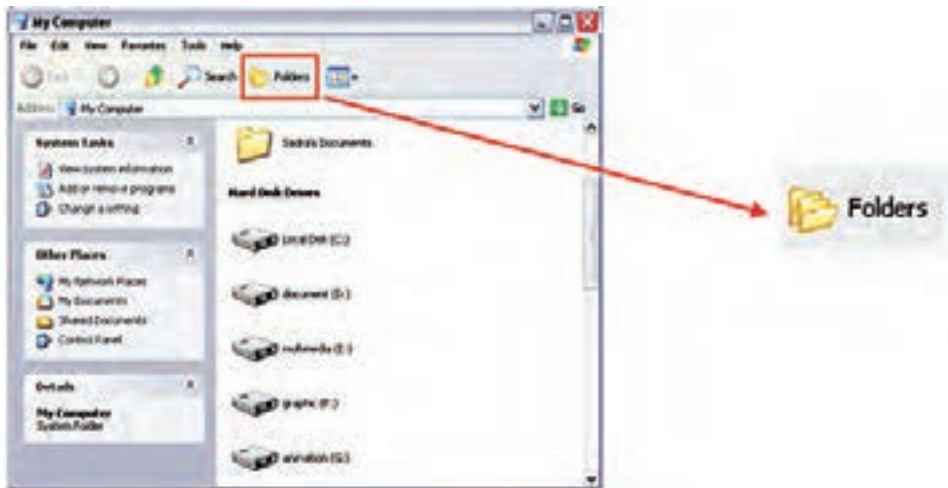 My Computer
File Edit View Favorites Tools Help
Search Folders
Address My Computer Go
System Tasks
View system information
Add or remove programs
Change a setting
Other Places
My Network Places
My Documents
Shared Documents
Control Panel
Details
My Computer
System Folder
Sadra's Documents
Hard Disk Drives
Local Disk (C:)
document (D:)
multimedia (E:)
graphic (F:)
animation (G:)
Folders